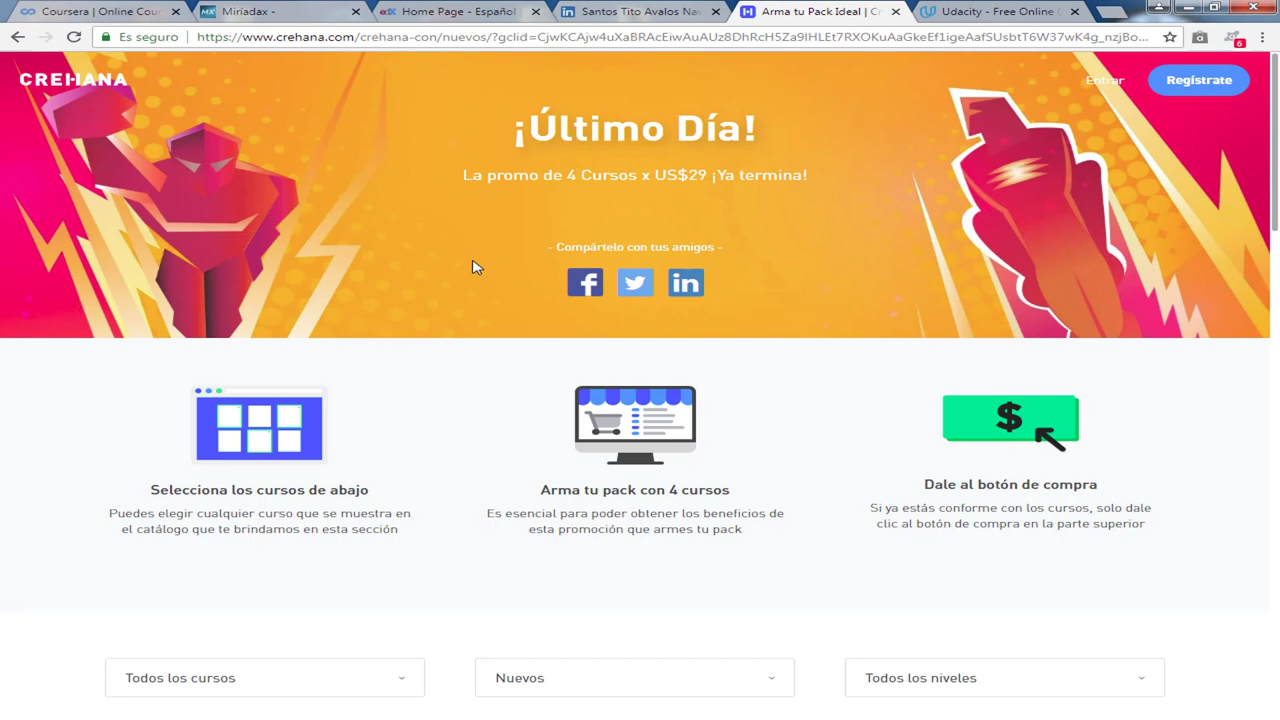 Coursera | Online Cour
Miríadax -
Home Page - Español
Santos Tito Avalos Nav
Arma tu Pack Ideal | Cr
Udacity - Free Online C
Es seguro
https://www.crehana.com/crehana-con/nuevos/?gclid=CjwKCAjw4uXaBRAcEiwAuAUz8DhRcH5Za9IHLEt7RXOKuAaGkeEf1igeAafSUsbtT6W37wK4g_nzjBo...
6
CREHANA
Entrar
Regístrate
¡Último Día!
La promo de 4 Cursos x US$29 ¡Ya termina!
- Compártelo con tus amigos -
Selecciona los cursos de abajo
Puedes elegir cualquier curso que se muestra en
el catálogo que te brindamos en esta sección
Arma tu pack con 4 cursos
Es esencial para poder obtener los beneficios de
esta promoción que armes tu pack
Dale al botón de compra
Si ya estás conforme con los cursos, solo dale
clic al botón de compra en la parte superior
Todos los cursos
Nuevos
Todos los niveles